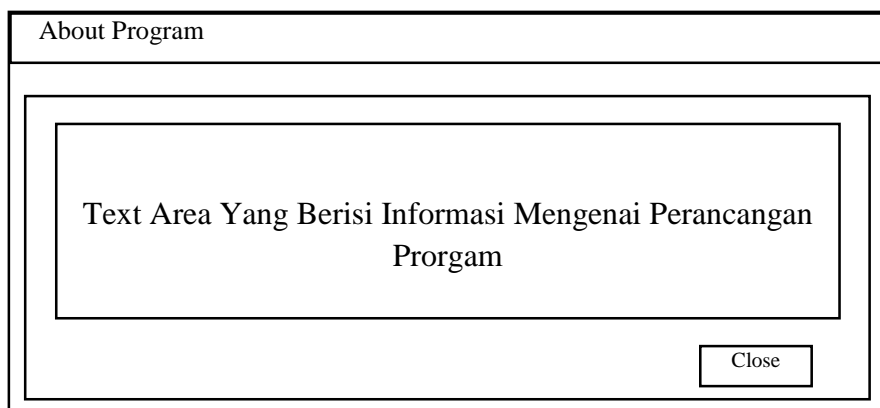 About Program
Text Area Yang Berisi Informasi Mengenai Perancangan
Prorgam
Close